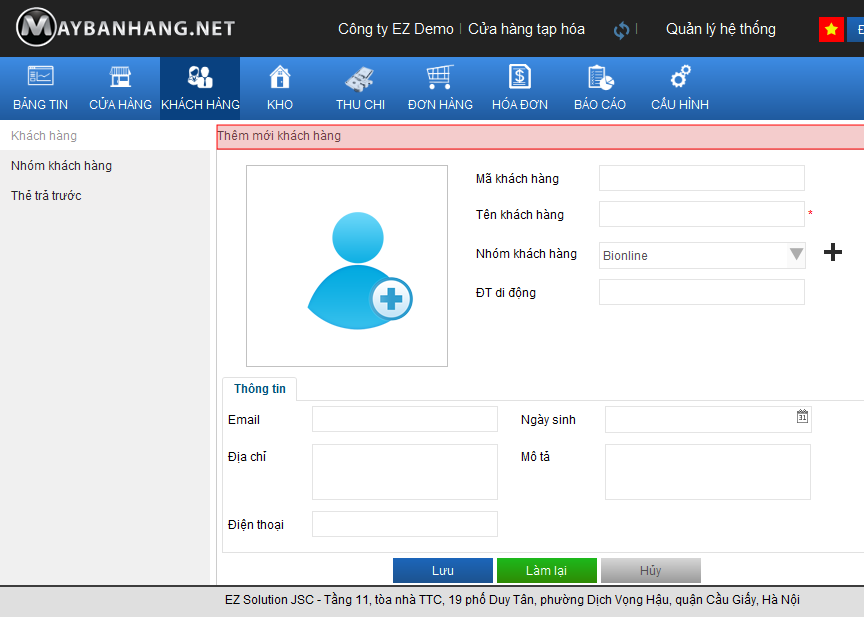 MAYBANHANG.NET
Công ty EZ Demo | Cửa hàng tạp hóa | Quản lý hệ thống
BẢNG TIN CỬA HÀNG KHÁCH HÀNG KHO THU CHI ĐƠN HÀNG HÓA ĐƠN BÁO CÁO CẤU HÌNH
Khách hàng
Nhóm khách hàng
Thẻ trả trước
Thêm mới khách hàng
Mã khách hàng
Tên khách hàng *
Nhóm khách hàng Bionline
ĐT di động
Thông tin
Email Ngày sinh 31
Địa chỉ Mô tả
Điện thoại
Lưu Làm lại Hủy
EZ Solution JSC - Tầng 11, tòa nhà TTC, 19 phố Duy Tân, phường Dịch Vọng Hậu, quận Cầu Giấy, Hà Nội